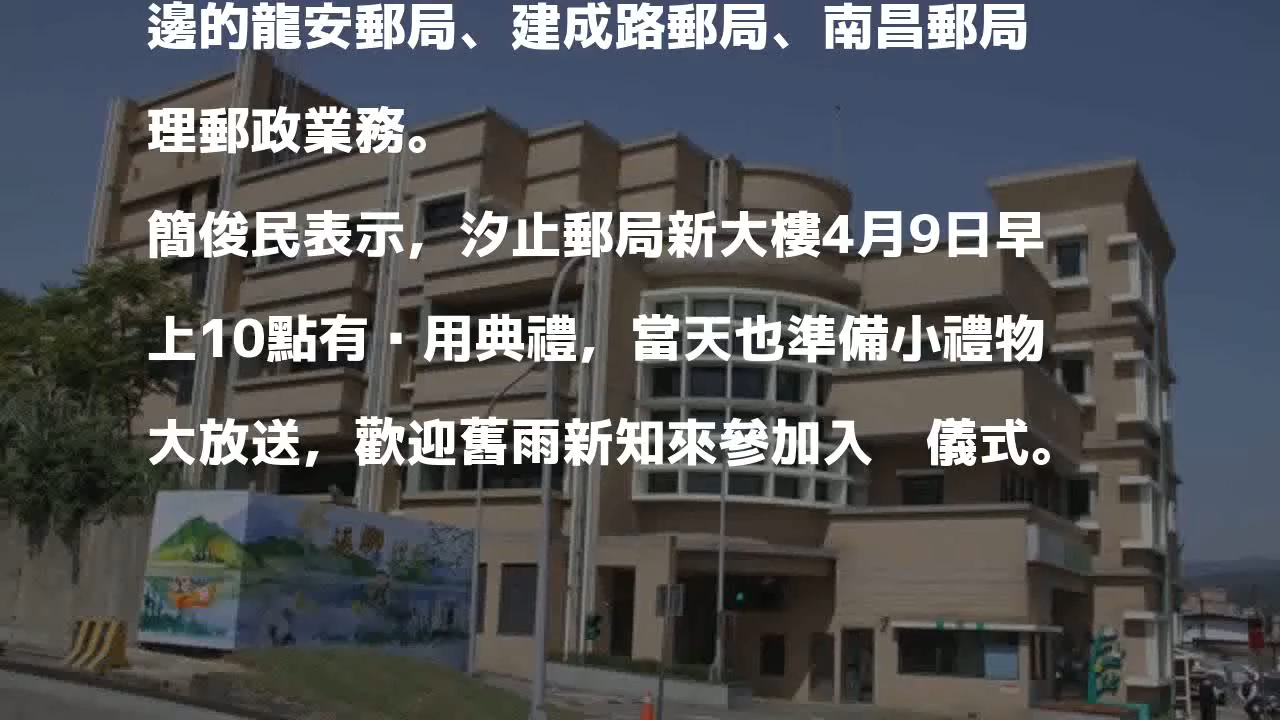 邊的龍安郵局、建成路郵局、南昌郵局
理郵政業務。
簡俊民表示，汐止郵局新大樓4月9日早
上10點有▪用典禮，當天也準備小禮物
大放送，歡迎舊雨新知來參加入　儀式。